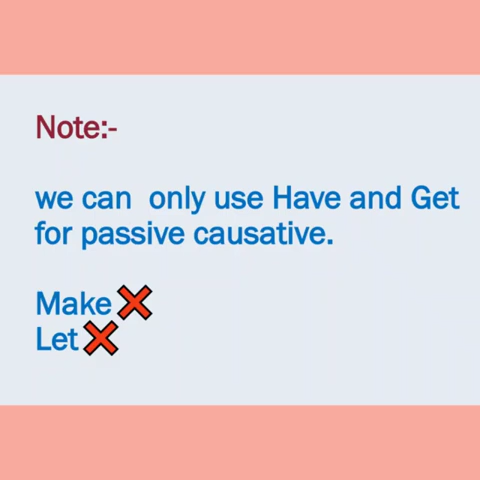 Note:-
we can  only use Have and Get
for passive causative.
Make❌
Let❌